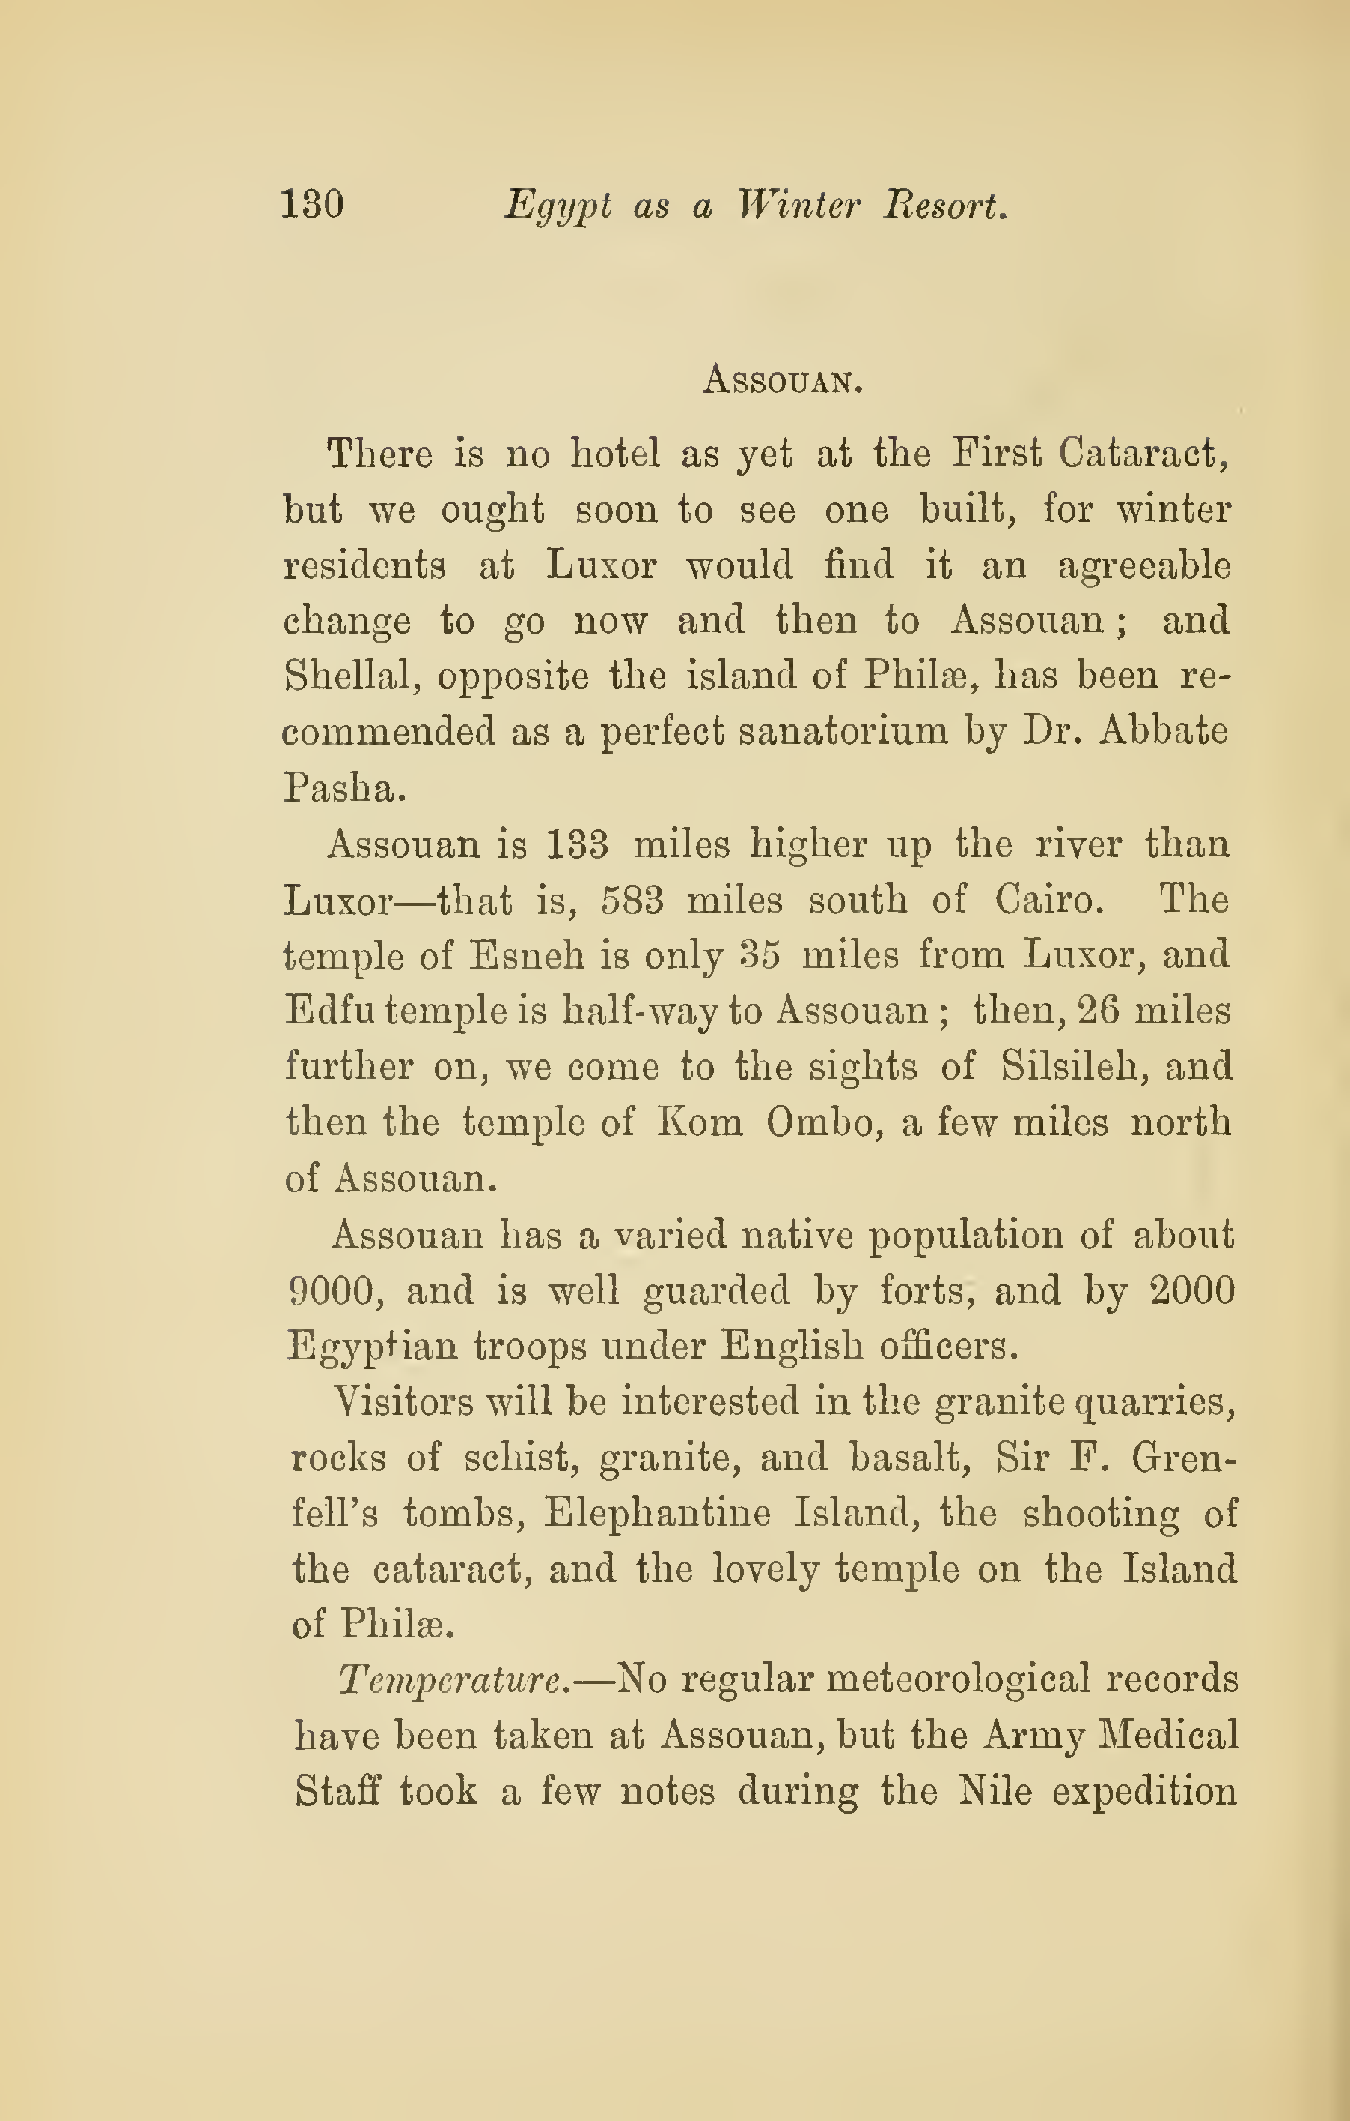 130 Egypt as a Winter Resort.
Assouan.
There is no hotel as yet at the First Cataract,
but we ought soon to see one built, for winter
residents at Luxor would find it an agreeable
change to go now and then to Assouan; and
Shellal, opposite the island of Philæ, has been re-
commended as a perfect sanatorium by Dr. Abbate
Pasha.
Assouan is 133 miles higher up the river than
Luxor—that is, 583 miles south of Cairo. The
temple of Esneh is only 35 miles from Luxor, and
Edfu temple is half-way to Assouan; then, 26 miles
further on, we come to the sights of Silsileh, and
then the temple of Kom Ombo, a few miles north
of Assouan.
Assouan has a varied native population of about
9000, and is well guarded by forts, and by 2000
Egyptian troops under English officers.
Visitors will be interested in the granite quarries,
rocks of schist, granite, and basalt, Sir F. Gren-
fell's tombs, Elephantine Island, the shooting of
the cataract, and the lovely temple on the Island
of Philæ.
Temperature.—No regular meteorological records
have been taken at Assouan, but the Army Medical
Staff took a few notes during the Nile expedition